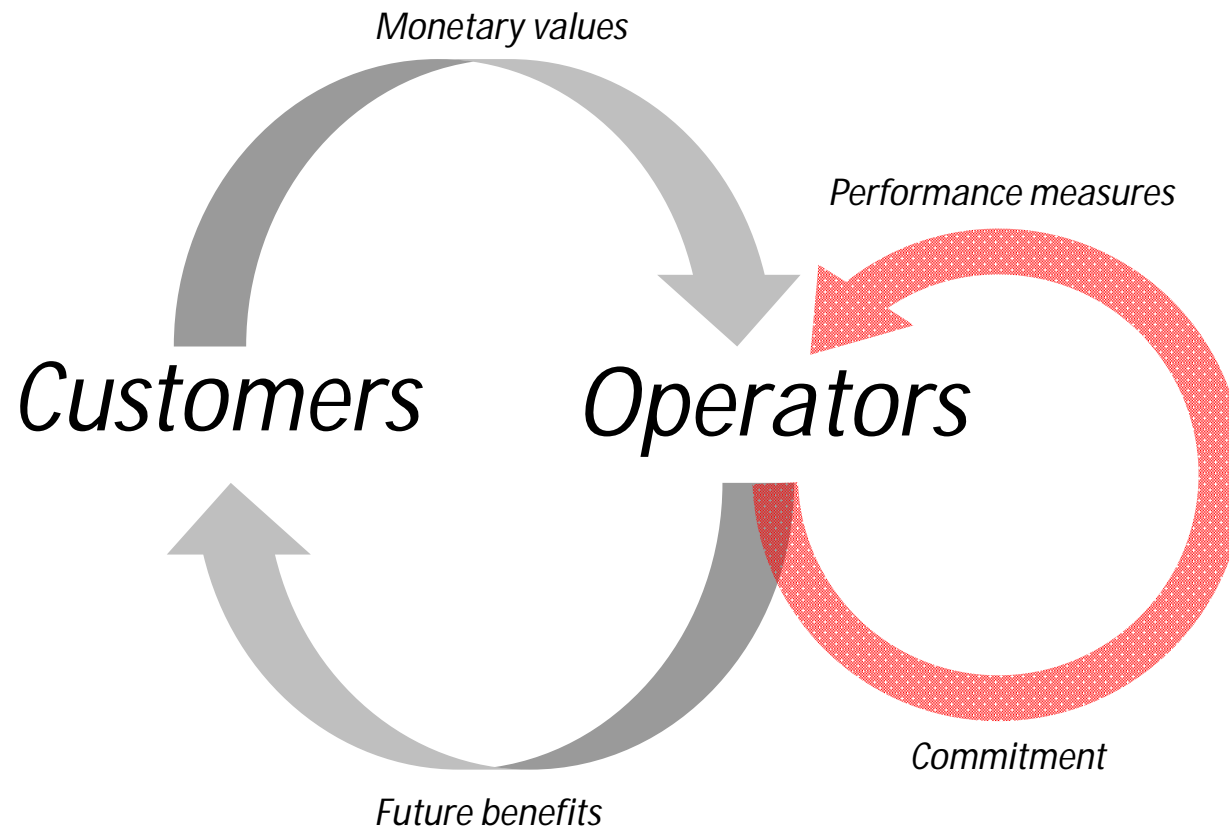 Monetary values
Performance measures
Customers
Operators
Commitment
Future benefits